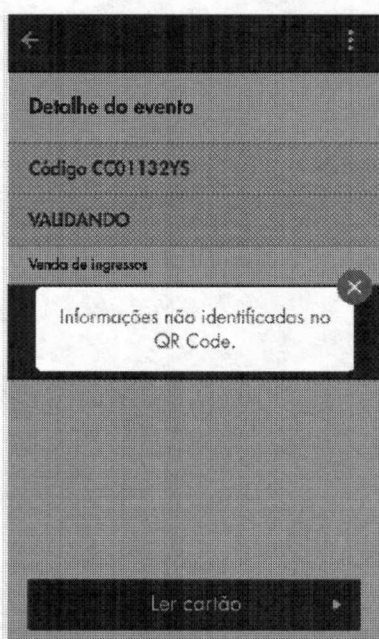 Detalhe do evento
Código CC01132YS
VALIDANDO
Venda de ingressos
Informações não identificadas no
QR Code.
Ler cartão